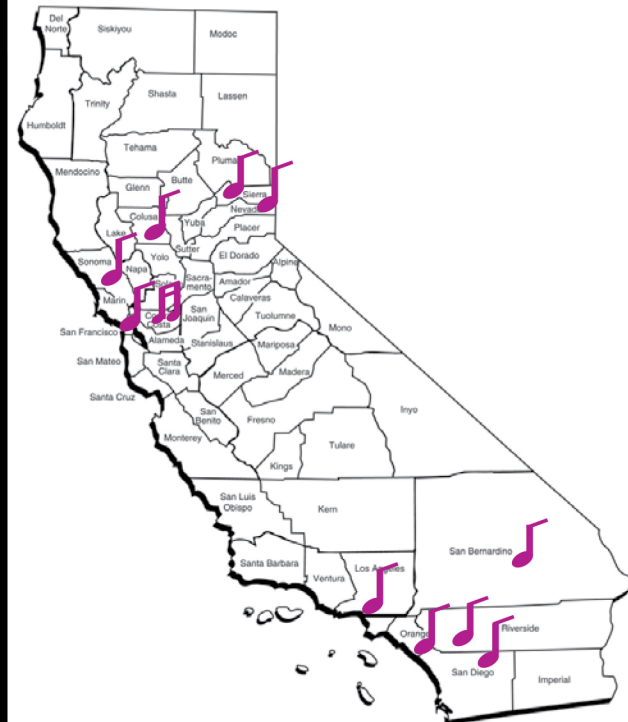 Del
Norte
Siskiyou
Modoc
Trinity
Shasta
Lassen
Humboldt
Tehama
Plumas
Mendocino
Glenn
Butte
Sierra
Colusa
Nevada
Yuba
Placer
Lake
Sutter
Sonoma
Yolo
El Dorado
Napa
Alpine
Sacra-
mento
Amador
Marin
Calaveras
San
Joaquin
Costa
Tuolumne
San Francisco
Mono
Alameda
Stanislaus
Mariposa
San Mateo
Santa
Clara
Merced
Madera
Santa Cruz
San
Benito
Fresno
Inyo
Monterey
Tulare
Kings
San Luis
Obispo
Kern
San Bernardino
Santa Barbara
Ventura
Los Angeles
Orange
Riverside
San Diego
Imperial